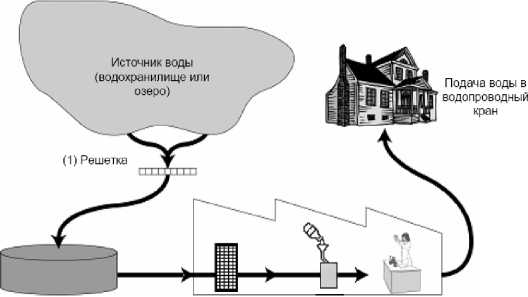 Источник воды
(водохранилище или
озеро)
Подача воды в
водопроводный
кран
(1) Решетка